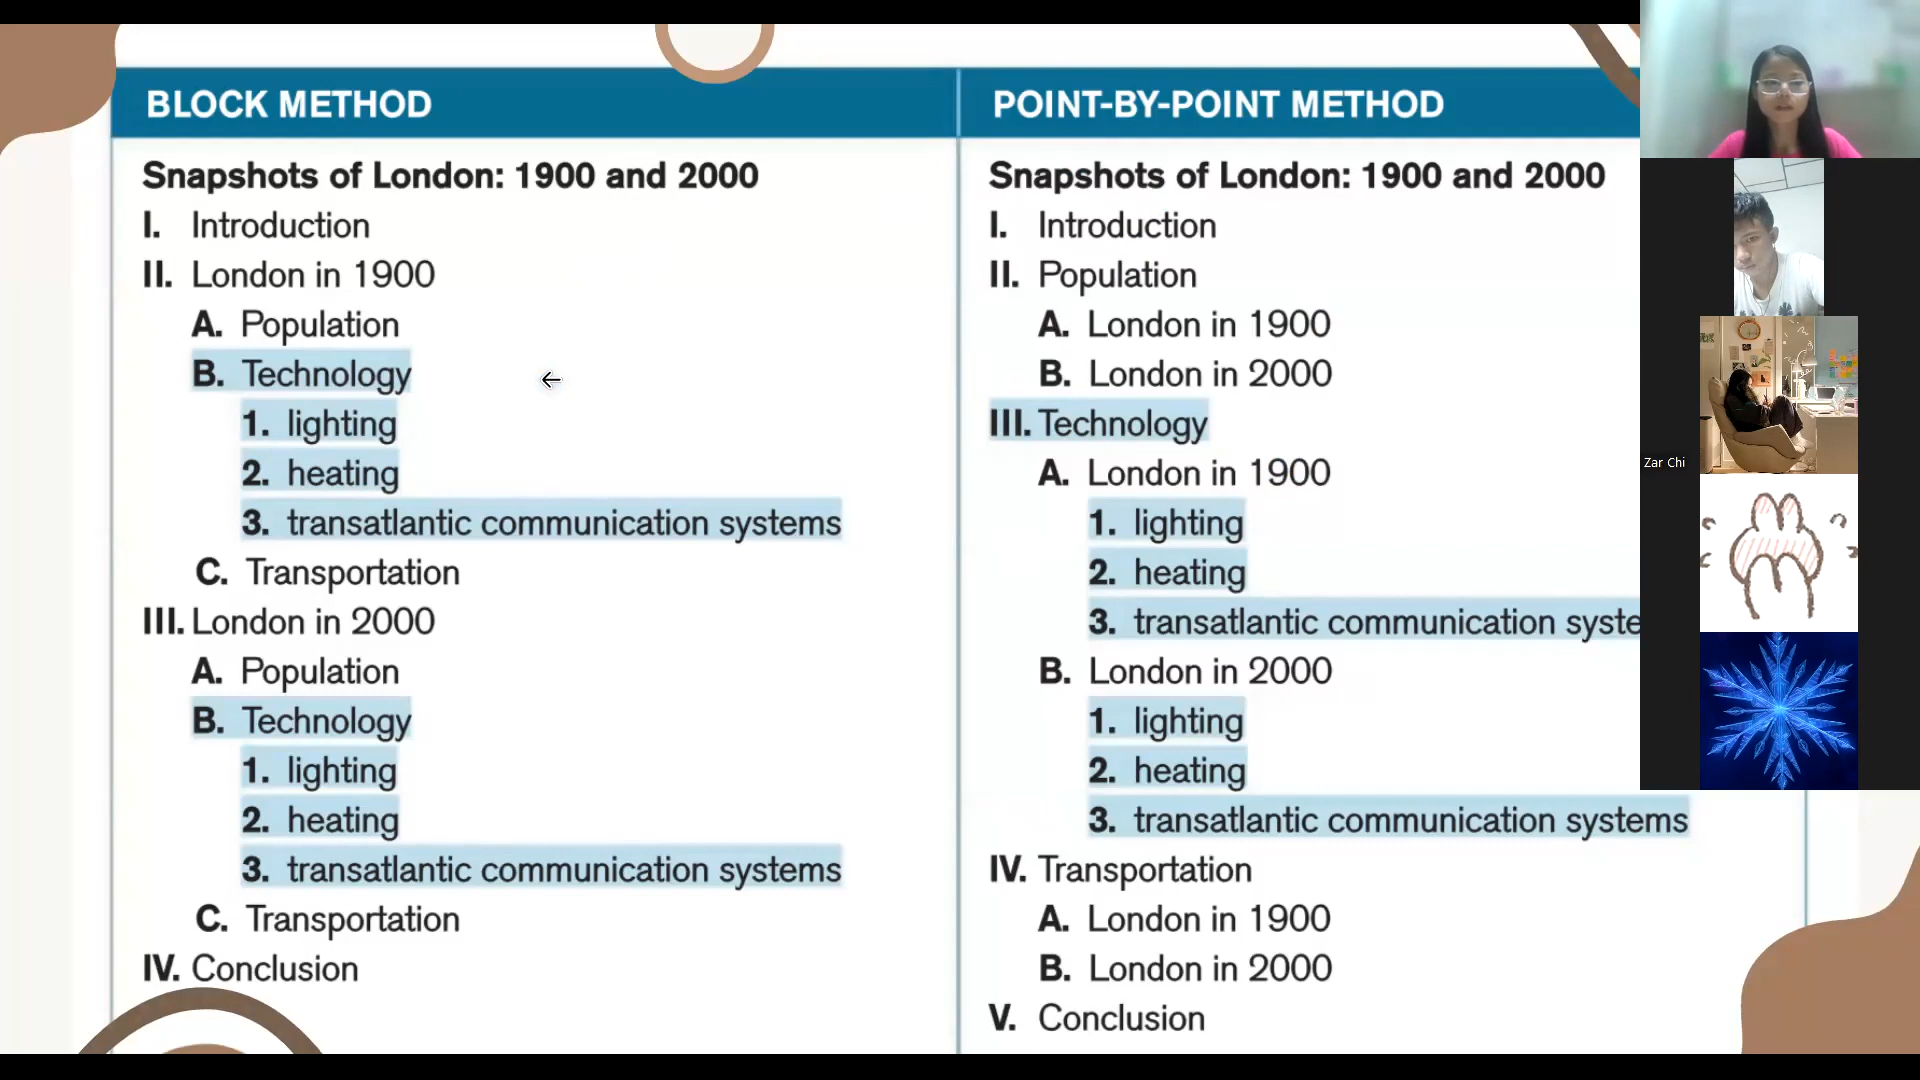 BLOCK METHOD
Snapshots of London: 1900 and 2000
I. Introduction
II. London in 1900
A. Population
B. Technology
1. lighting
2. heating
3. transatlantic communication systems
C. Transportation
III. London in 2000
A. Population
B. Technology
1. lighting
2. heating
3. transatlantic communication systems
C. Transportation
IV. Conclusion
POINT-BY-POINT METHOD
Snapshots of London: 1900 and 2000
I. Introduction
II. Population
A. London in 1900
B. London in 2000
III. Technology
A. London in 1900
1. lighting
2. heating
3. transatlantic communication syste
B. London in 2000
1. lighting
2. heating
3. transatlantic communication systems
IV. Transportation
A. London in 1900
B. London in 2000
V. Conclusion
Zar Chi